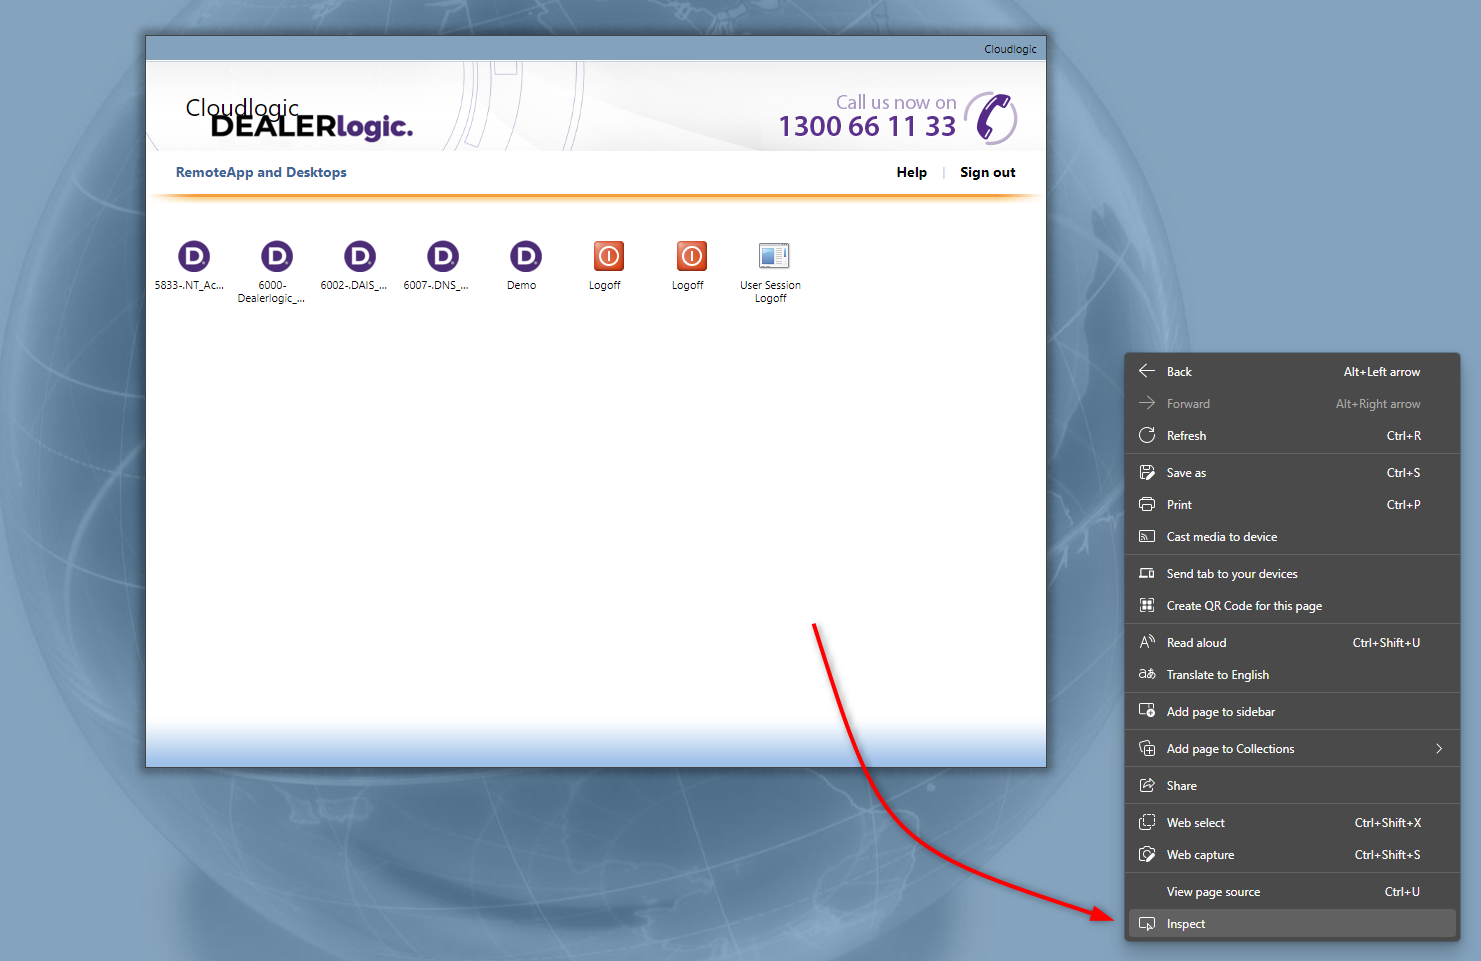 Cloudlogic
Cloudlogic
DEALERlogic.
Call us now on
1300 66 11 33
RemoteApp and Desktops
Help | Sign out
D. D. D. D. D.
5833-.NT_Ac... 6000- 6002-.DAIS_... 6007-.DNS_... Demo Logoff Logoff User Session
Dealerlogic_... Logoff
Back Alt+Left arrow
Forward Alt+Right arrow
Refresh Ctrl+R
Save as Ctrl+S
Print Ctrl+P
Cast media to device
Send tab to your devices
Create QR Code for this page
Read aloud Ctrl+Shift+U
Translate to English
Add page to sidebar
Add page to Collections
Share
Web select Ctrl+Shift+X
Web capture Ctrl+Shift+S
View page source Ctrl+U
Inspect